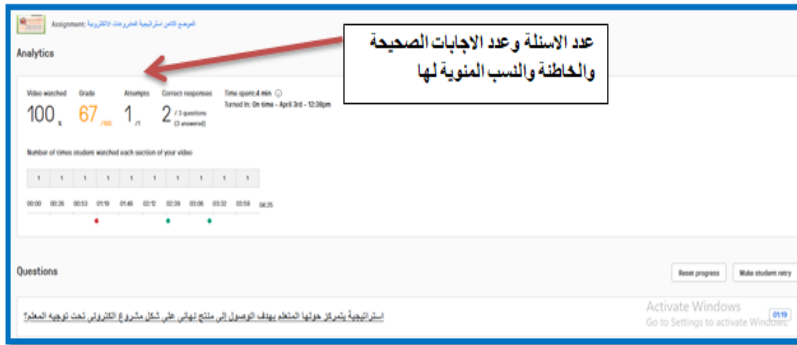 Assignment: الموضع الثامن استراتيجية المشروعات الالكترونية
Analytics
عدد الاسئلة وعدد الاجابات الصحيحة
والخاطئة والنسب المئوية لها
Video watched Grade Attempts Correct responses Time spent:4 min
100 % 67 /100 1 /1 2 / 3 questions (3 answered) Turned In: On time - April 3rd - 12:38pm
Number of times student watched each section of your video
1 1 1 1 1 1 1 1 1 1
00:00 00:26 00:53 01:19 01:46 02:12 02:39 03:06 03:32 03:59 04:25
Questions Reset progress Make student retry
استراتيجية يتمركز حولها المتعلم بهدف الوصول إلى منتج نهائي على شكل مشروع الكتروني تحت توجيه المعلم؟
01:19
Activate Windows
Go to Settings to activate Windows.